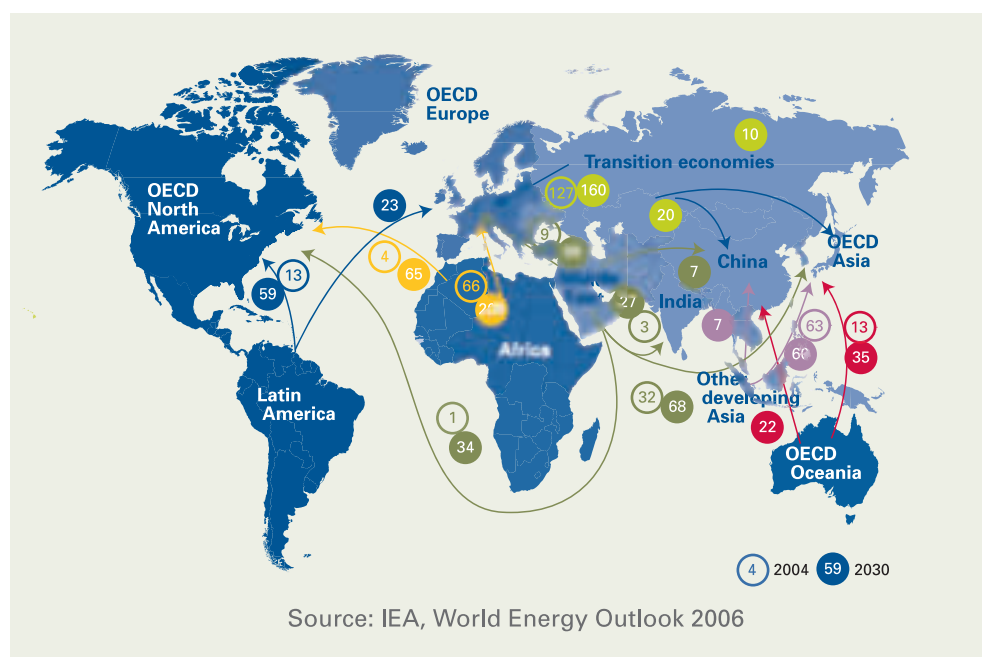 OECD
Europe
10
Transition economies
OECD
North
America
127
160
23
20
9
OECD
Asia
China
4
65
66
7
13
59
27
India
3
7
63
13
60
35
Africa
Other
developing
Asia
Latin
America
32
68
1
34
22
OECD
Oceania
4 2004 59 2030
Source: IEA, World Energy Outlook 2006